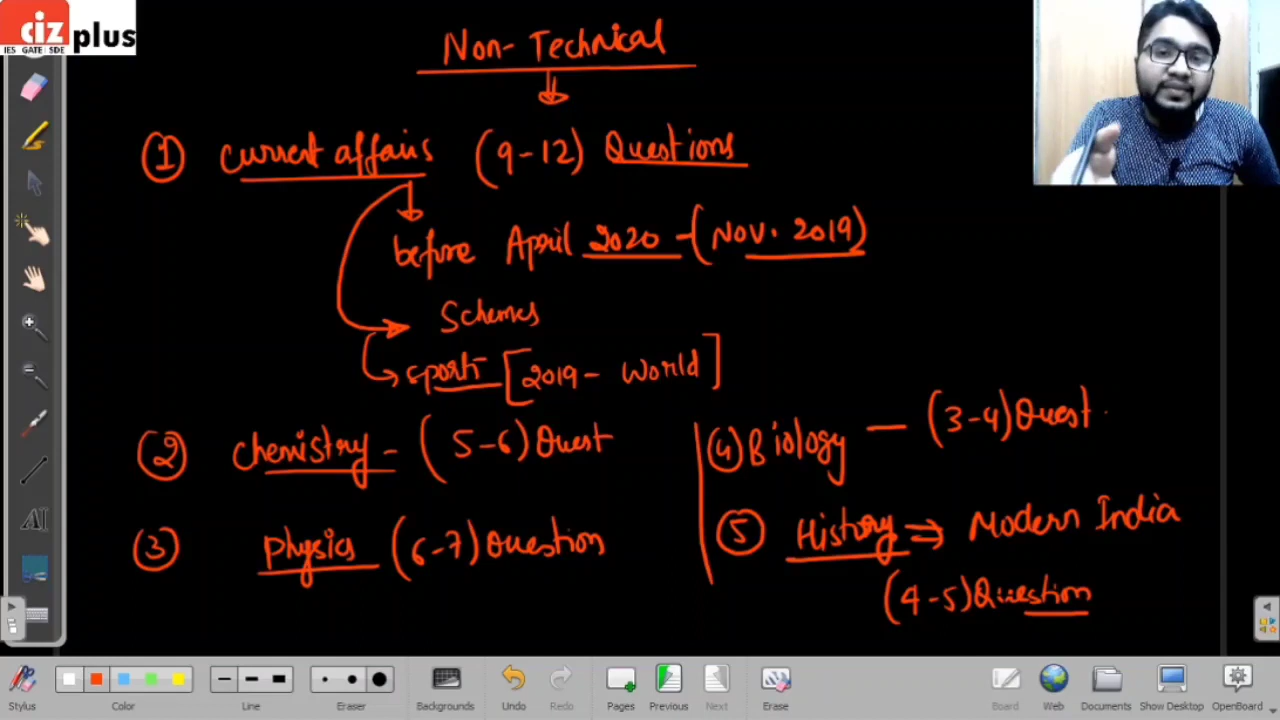 ciz plus
IES GATE SDE
Non-Technical
① current affairs (9-12) Questions
before April 2020 - (NOV. 2019)
Schemes
sports [2019 - World]
② chemistry - (5-6) Quest
③ physics (6-7) Question
④ Biology — (3-4) Quest.
⑤ History ⇒ Modern India
(4-5) Question
Stylus
Color
Line
Eraser
Backgrounds
Undo
Redo
Pages
Previous
Next
Erase
Board
Web
Documents
Show Desktop
OpenBoard